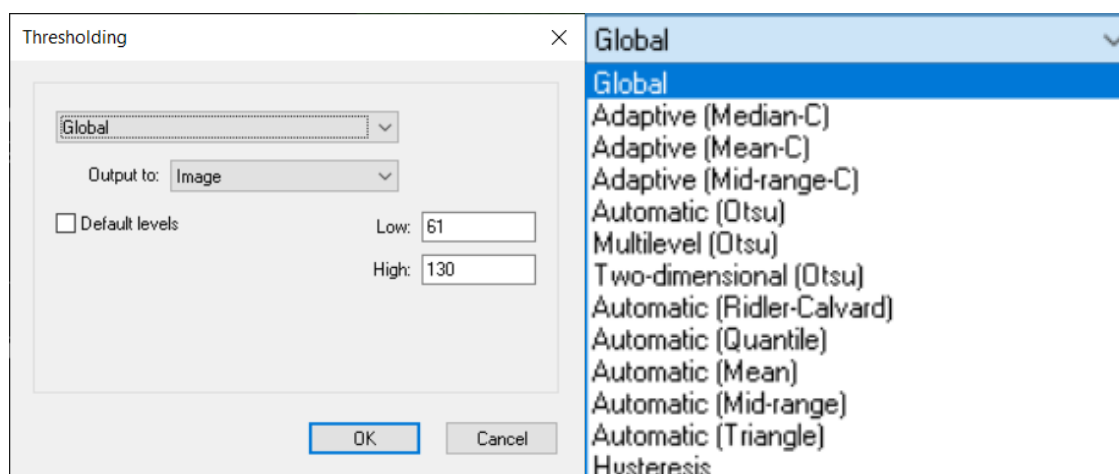 Thresholding
Global
Output to: Image
Default levels
Low: 61
High: 130
OK Cancel
Global
Global
Adaptive (Median-C)
Adaptive (Mean-C)
Adaptive (Mid-range-C)
Automatic (Otsu)
Multilevel (Otsu)
Two-dimensional (Otsu)
Automatic (Ridler-Calvard)
Automatic (Quantile)
Automatic (Mean)
Automatic (Mid-range)
Automatic (Triangle)
Hysteresis